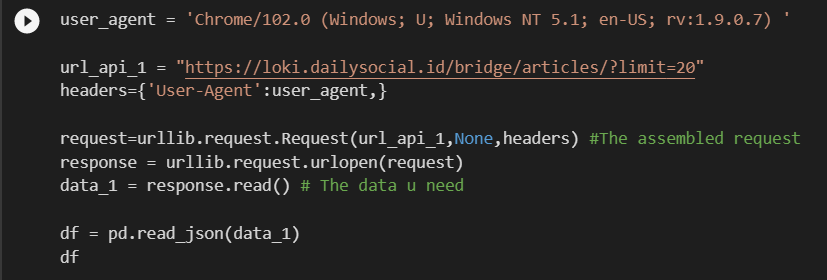 user_agent = 'Chrome/102.0 (Windows; U; Windows NT 5.1; en-US; rv:1.9.0.7) '
url_api_1 = "https://loki.dailysocial.id/bridge/articles/?limit=20"
headers={'User-Agent':user_agent,}
request=urllib.request.Request(url_api_1,None,headers) #The assembled request
response = urllib.request.urlopen(request)
data_1 = response.read() # The data u need
df = pd.read_json(data_1)
df